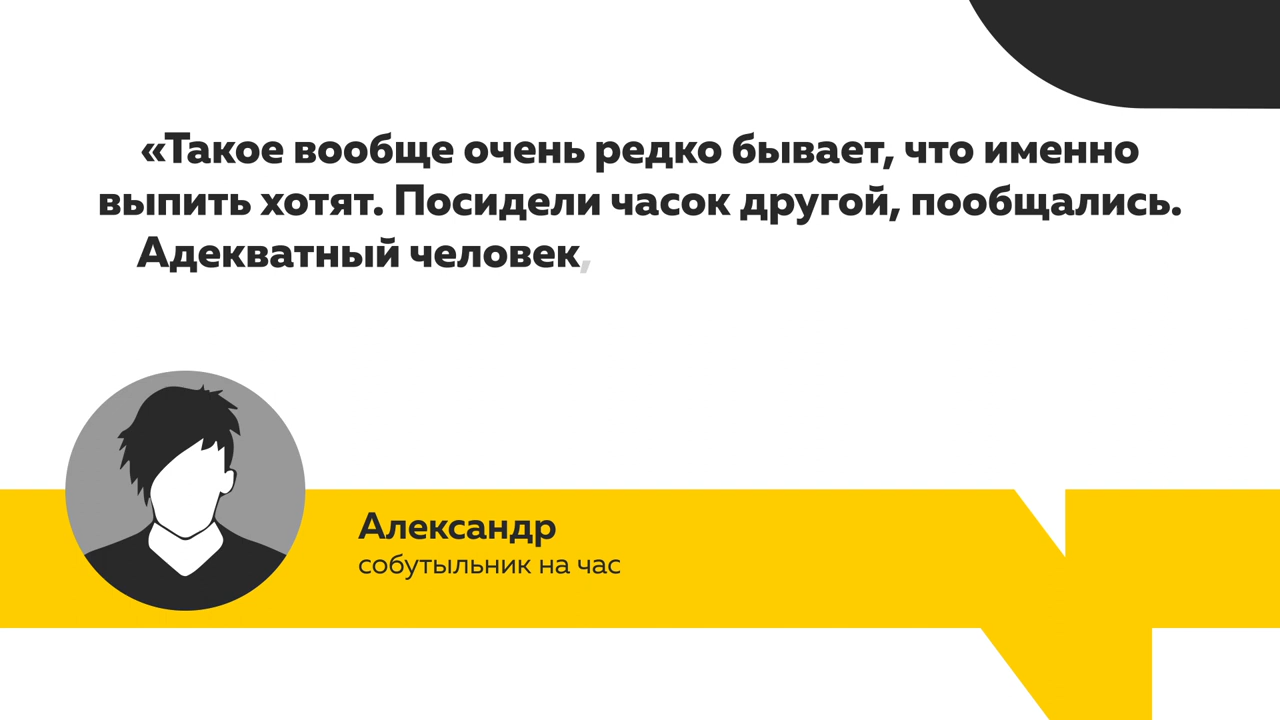 «Такое вообще очень редко бывает, что именно
выпить хотят. Посидели часок другой, пообщались.
Адекватный человек,
Александр
собутыльник на час